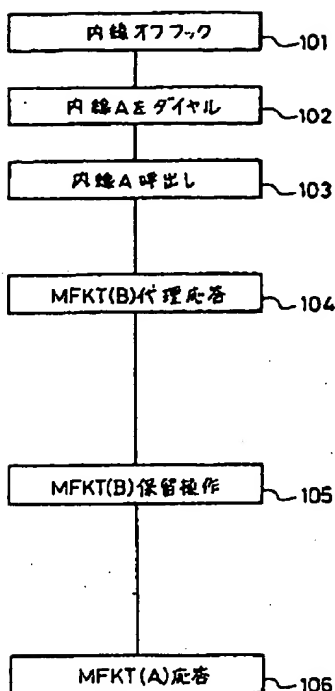 内線オフフック
101
内線Aをダイヤル
102
内線A呼出し
103
MFKT(B)代理応答
104
MFKT(B)保留操作
105
MFKT(A)応答
106